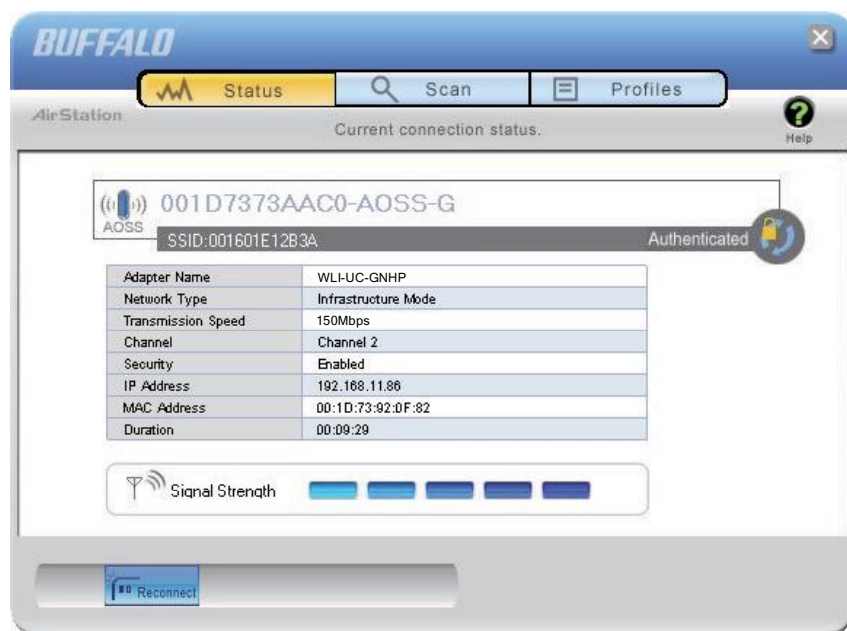 BUFFALO
Status
Scan
Profiles
AirStation
Current connection status.
Help
AOSS
001D7373AAC0-AOSS-G
SSID:001601E12B3A
Authenticated
Adapter Name WLI-UC-GNHP
Network Type Infrastructure Mode
Transmission Speed 150Mbps
Channel Channel 2
Security Enabled
IP Address 192.168.11.86
MAC Address 00:1D:73:92:0F:82
Duration 00:09:29
Signal Strength
Reconnect